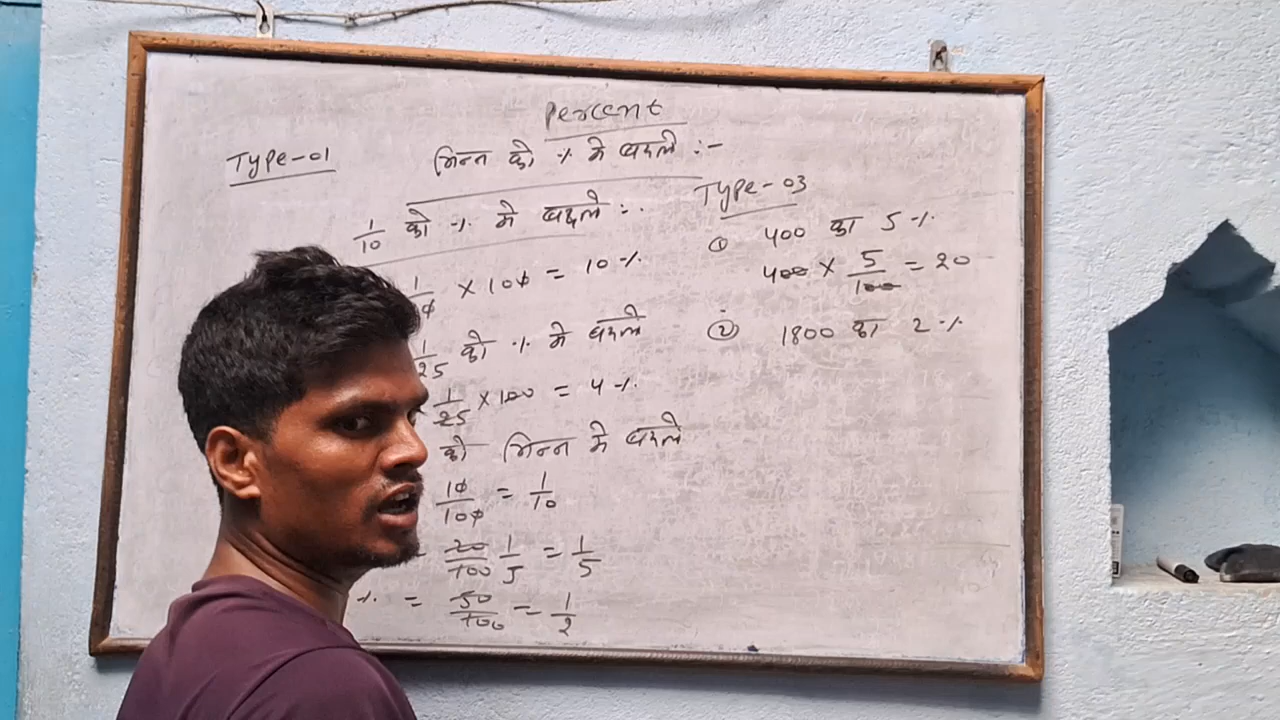 Percent
Type-01
भिन्न को % मे बदले :-
1/10 को % मे बदले :.
1/10 × 100 = 10 %
1/25 को % मे बदले
1/25 × 100 = 4 %
को भिन्न मे बदले
10/100 = 1/10
= 20/100 1/5 = 1/5
% = 50/100 = 1/2
Type-03
① 400 का 5 %
400 × 5/100 = 20
② 1800 का 2 %